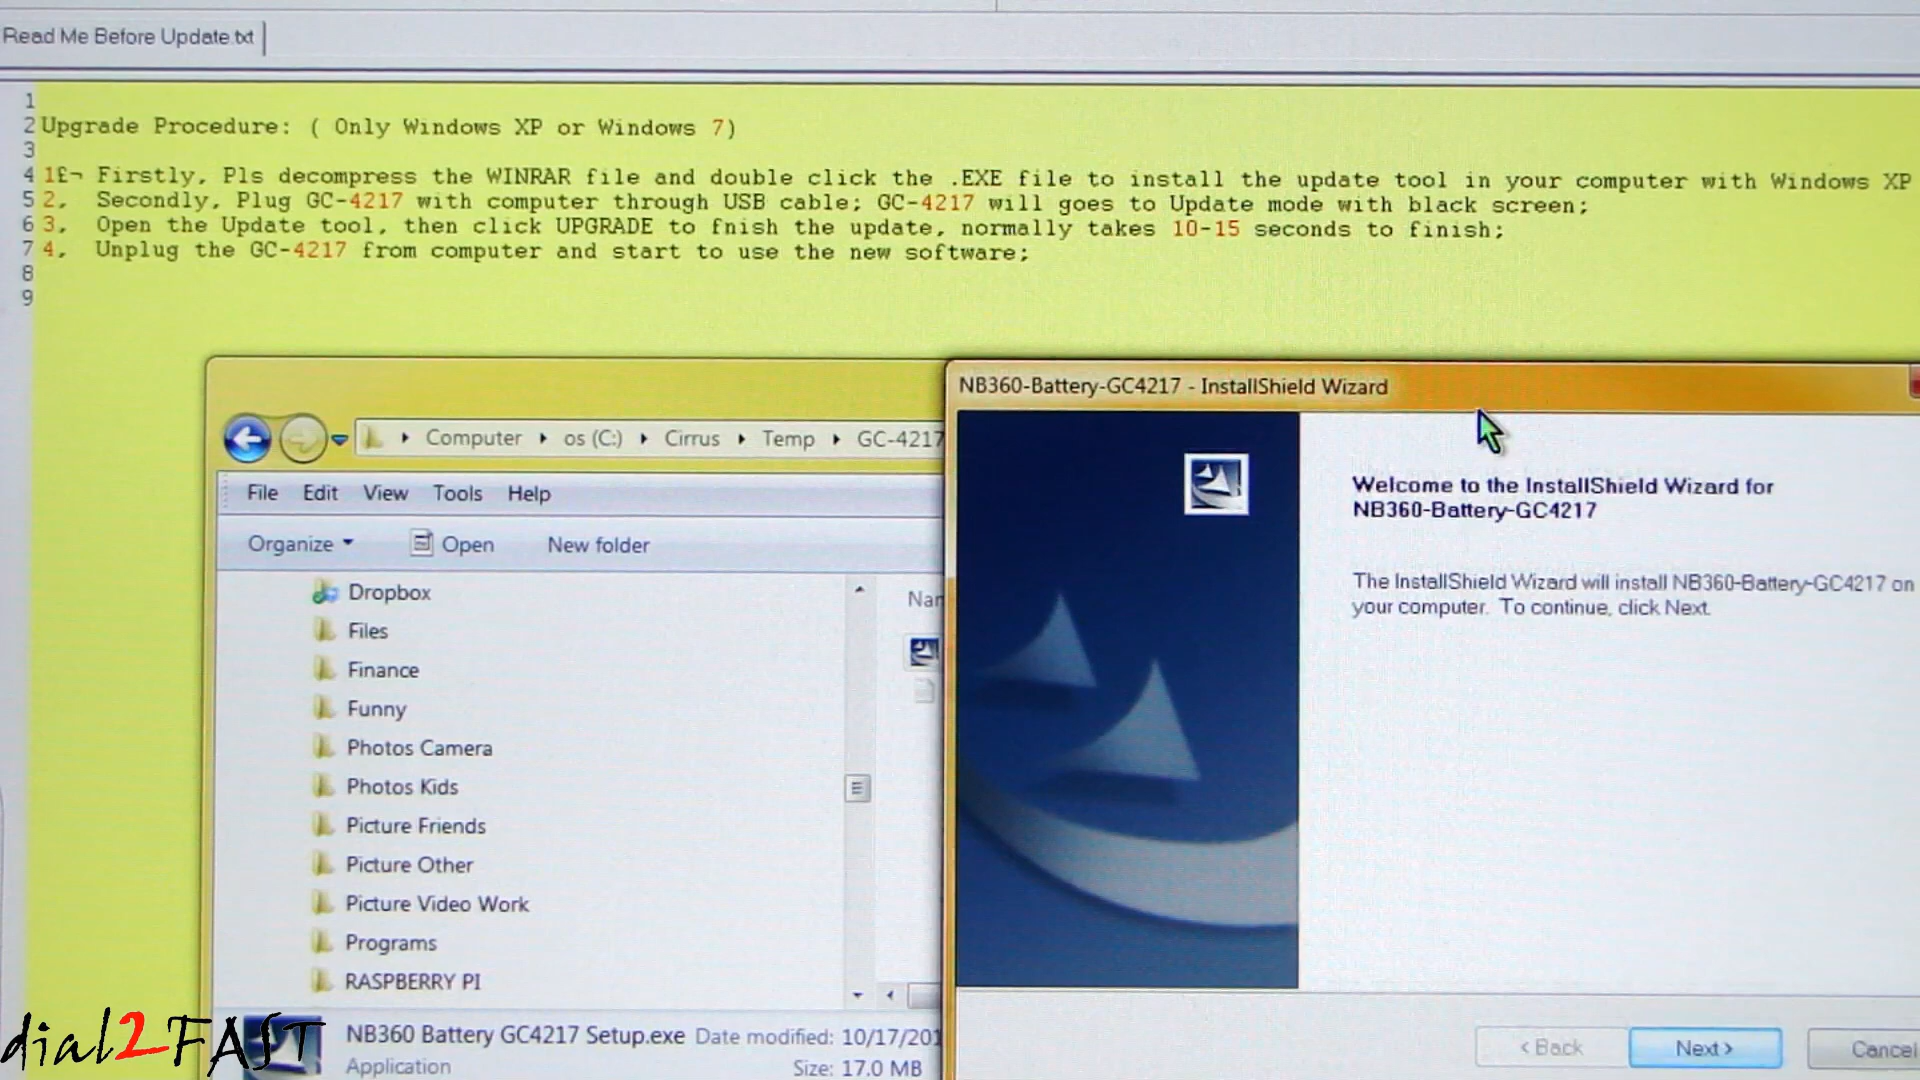 Read Me Before Update.txt
1
2 Upgrade Procedure: ( Only Windows XP or Windows 7)
3
4 1£¬ Firstly, Pls decompress the WINRAR file and double click the .EXE file to install the update tool in your computer with Windows XP
5 2, Secondly, Plug GC-4217 with computer through USB cable; GC-4217 will goes to Update mode with black screen;
6 3, Open the Update tool, then click UPGRADE to fnish the update, normally takes 10-15 seconds to finish;
7 4, Unplug the GC-4217 from computer and start to use the new software;
8
9
Computer os (C:) Cirrus Temp GC-4217
File Edit View Tools Help
Organize Open New folder
Dropbox
Files
Finance
Funny
Photos Camera
Photos Kids
Picture Friends
Picture Other
Picture Video Work
Programs
RASPBERRY PI
NB360 Battery GC4217 Setup.exe Date modified: 10/17/201
Application Size: 17.0 MB
NB360-Battery-GC4217 - InstallShield Wizard
Welcome to the InstallShield Wizard for
NB360-Battery-GC4217
The InstallShield Wizard will install NB360-Battery-GC4217 on
your computer. To continue, click Next.
< Back Next > Cancel
dial2FAST